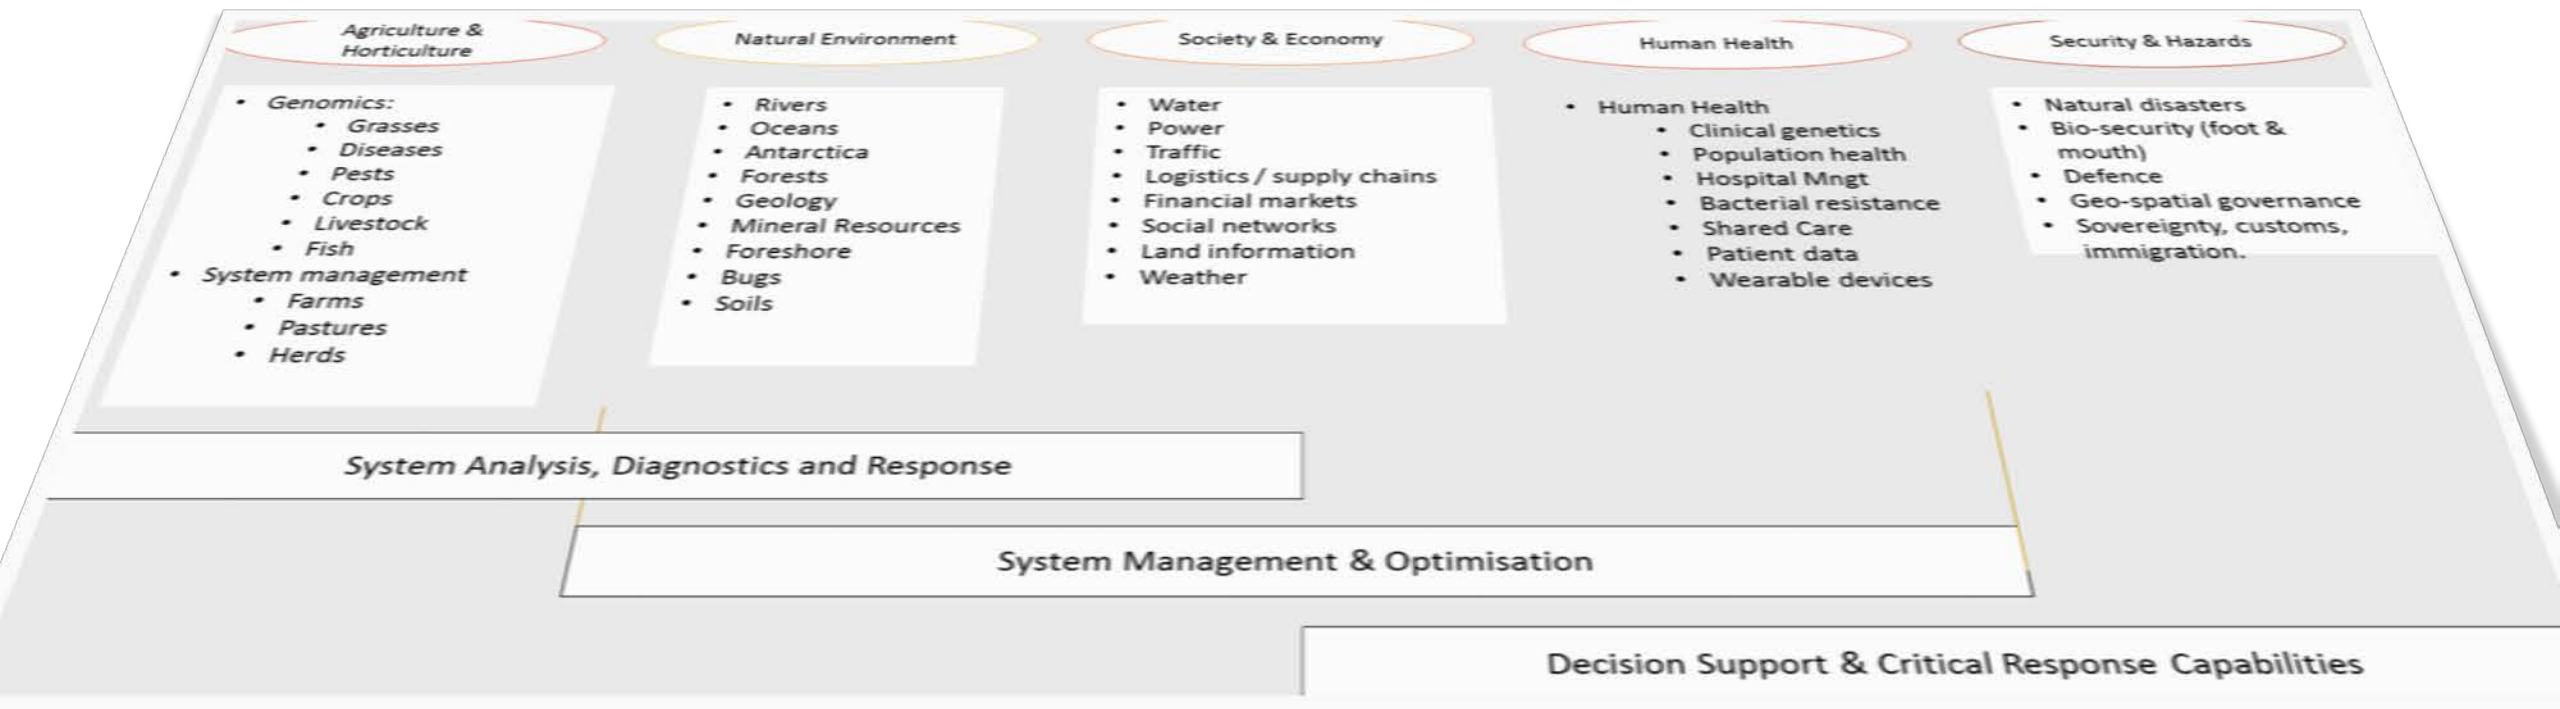 Agriculture &
Horticulture
Natural Environment
Society & Economy
Human Health
Security & Hazards
• Genomics:
• Grasses
• Diseases
• Pests
• Crops
• Livestock
• Fish
• System management
• Farms
• Pastures
• Herds
• Rivers
• Oceans
• Antarctica
• Forests
• Geology
• Mineral Resources
• Foreshore
• Bugs
• Soils
• Water
• Power
• Traffic
• Logistics / supply chains
• Financial markets
• Social networks
• Land information
• Weather
• Human Health
• Clinical genetics
• Population health
• Hospital Mngt
• Bacterial resistance
• Shared Care
• Patient data
• Wearable devices
• Natural disasters
• Bio-security (foot &
mouth)
• Defence
• Geo-spatial governance
• Sovereignty, customs,
immigration.
System Analysis, Diagnostics and Response
System Management & Optimisation
Decision Support & Critical Response Capabilities